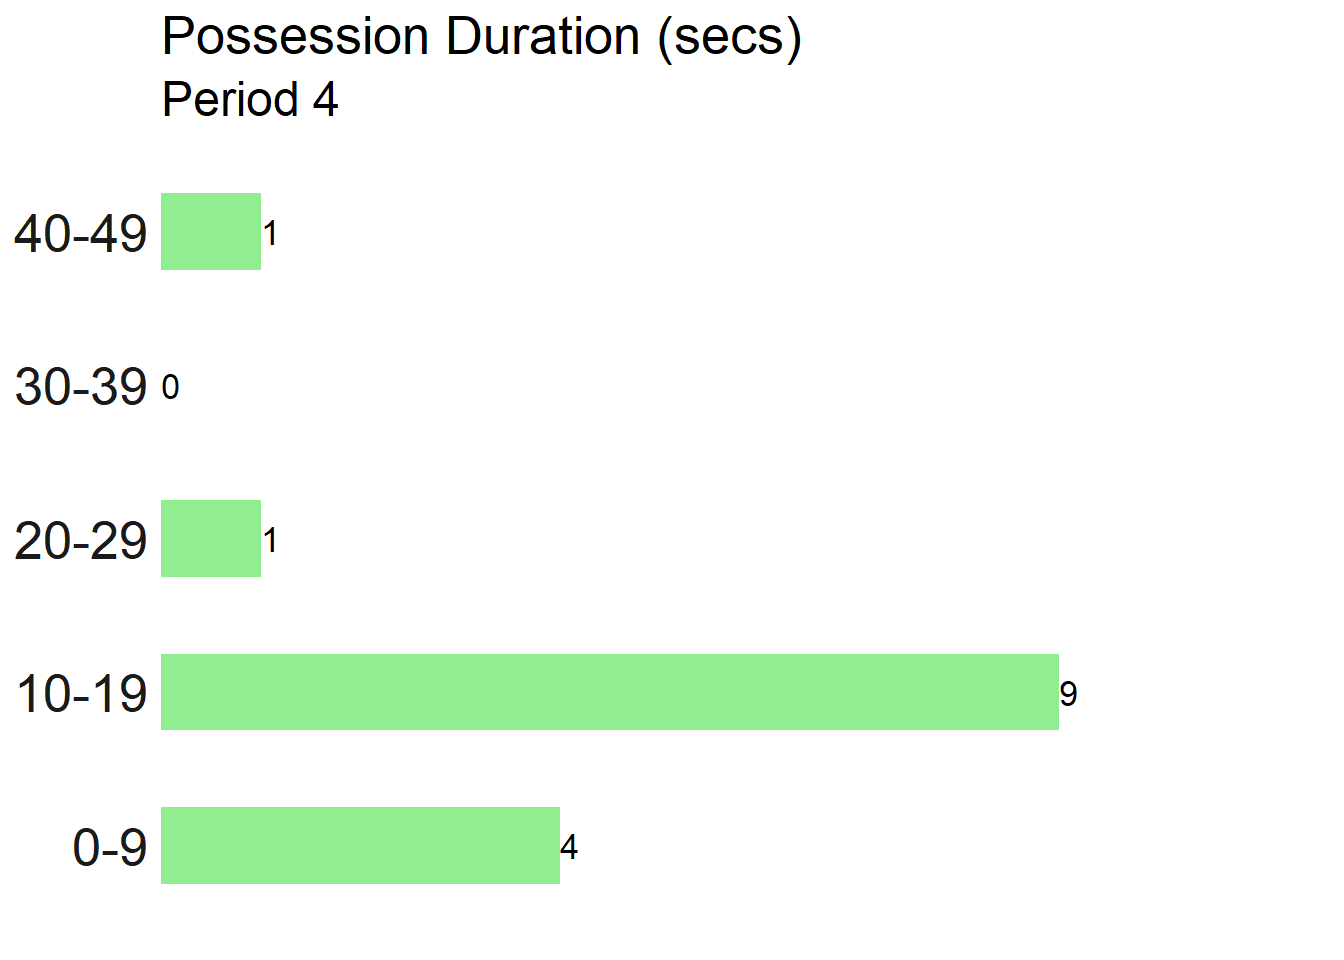 Possession Duration (secs)
Period 4
40-49 1
30-39 0
20-29 1
10-19 9
0-9 4